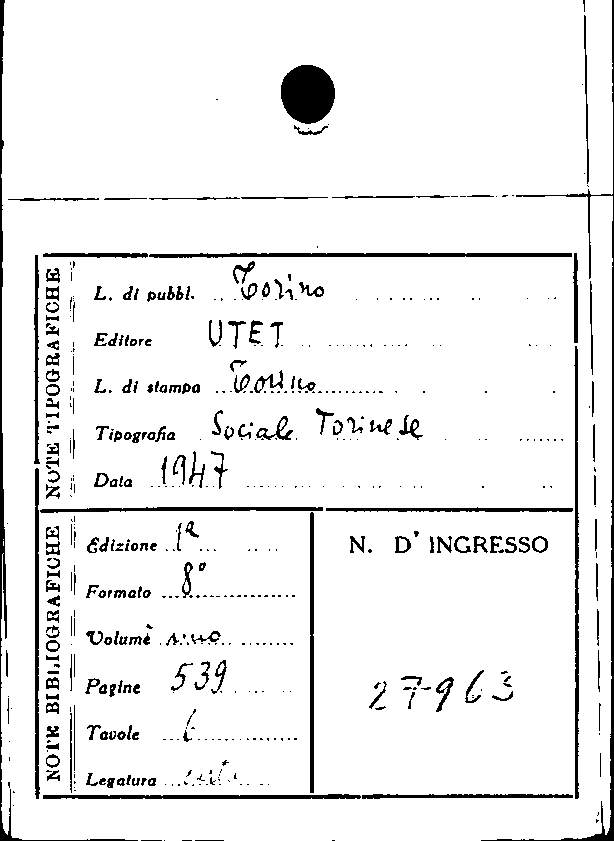 NOTE TIPOGRAFICHE
L. di pubbl. Torino
Editore UTET
L. di stampa Torino
Tipografia Sociale Torinese
Data 1947
NOTE BIBLIOGRAFICHE
Edizione 1a
Formato 8°
Volume
Pagine 539
Tavole 6
Legatura
N. D' INGRESSO
27963